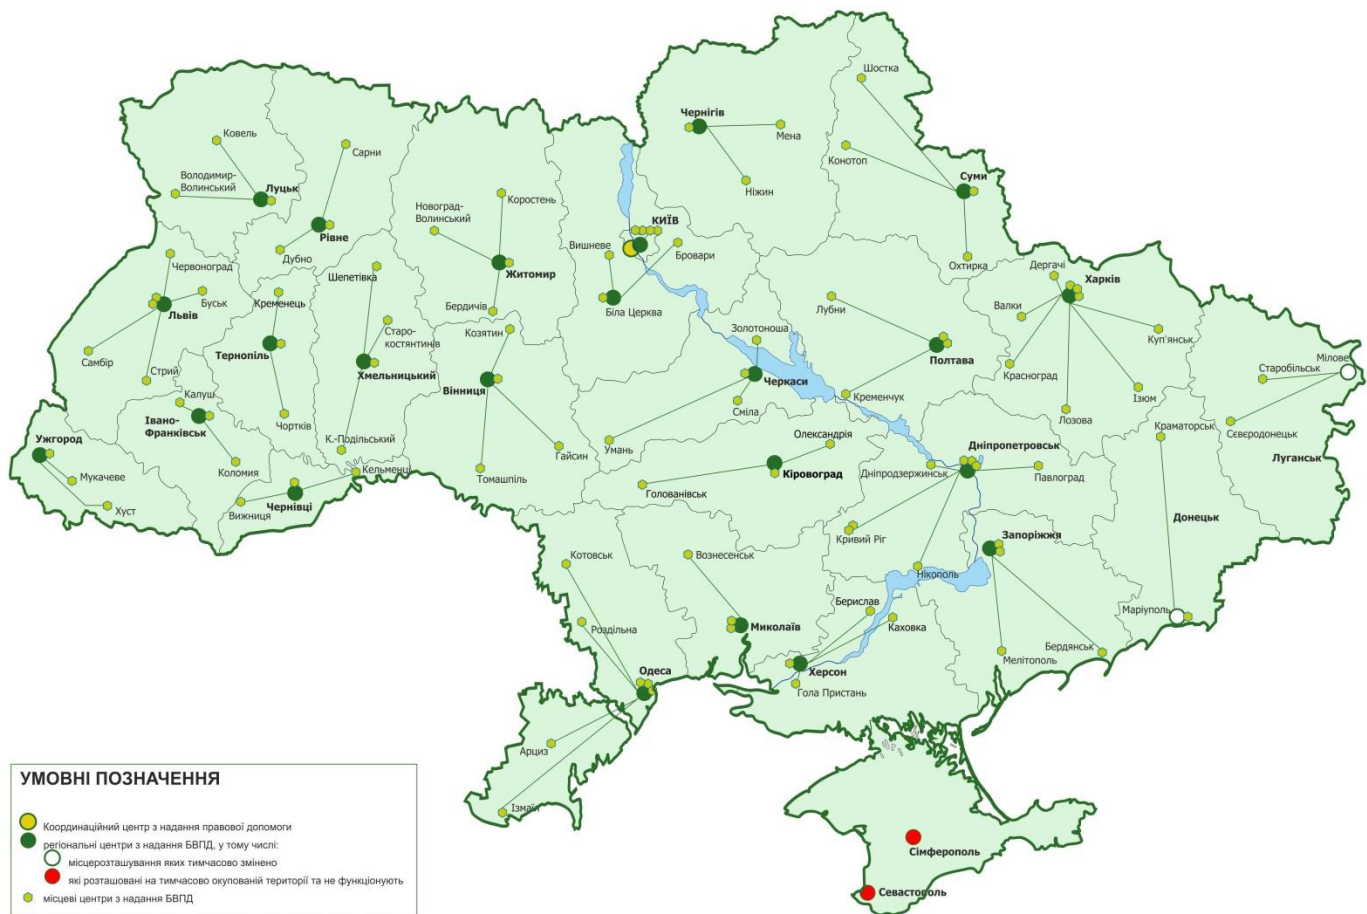 Шостка
Чернігів
Мена
Ковель
Сарни
Конотоп
Володимир-
Волинський
Луцьк
Ніжин
Суми
Новоград-
Волинський
Коростень
КИЇВ
Рівне
Вишневе
Бровари
Дубно
Охтирка
Червоноград
Шепетівка
Житомир
Дергачі
Харків
Буськ
Кременець
Львів
Бердичів
Біла Церква
Лубни
Валки
Козятин
Золотоноша
Старо-
костянтинів
Куп'янськ
Самбір
Тернопіль
Полтава
Мілове
Стрий
Хмельницький
Вінниця
Черкаси
Красноград
Старобільськ
Калуш
Кременчук
Ізюм
Сміла
Івано-
Франківськ
Чортків
Лозова
Краматорськ
Сєвєродонецьк
Ужгород
К.-Подільський
Умань
Олександрія
Дніпропетровськ
Гайсин
Луганськ
Коломия
Кельменці
Кіровоград
Дніпродзержинськ
Павлоград
Мукачеве
Томашпіль
Голованівськ
Вижниця
Чернівці
Хуст
Донецьк
Кривий Ріг
Запоріжжя
Котовськ
Вознесенськ
Нікополь
Берислав
Маріуполь
Роздільна
Миколаїв
Каховка
Бердянськ
Мелітополь
Одеса
Херсон
Гола Пристань
Арциз
Ізмаїл
Сімферополь
Севастополь
УМОВНІ ПОЗНАЧЕННЯ
Координаційний центр з надання правової допомоги
регіональні центри з надання БВПД, у тому числі:
місцерозташування яких тимчасово змінено
які розташовані на тимчасово окупованій території та не функціонують
місцеві центри з надання БВПД